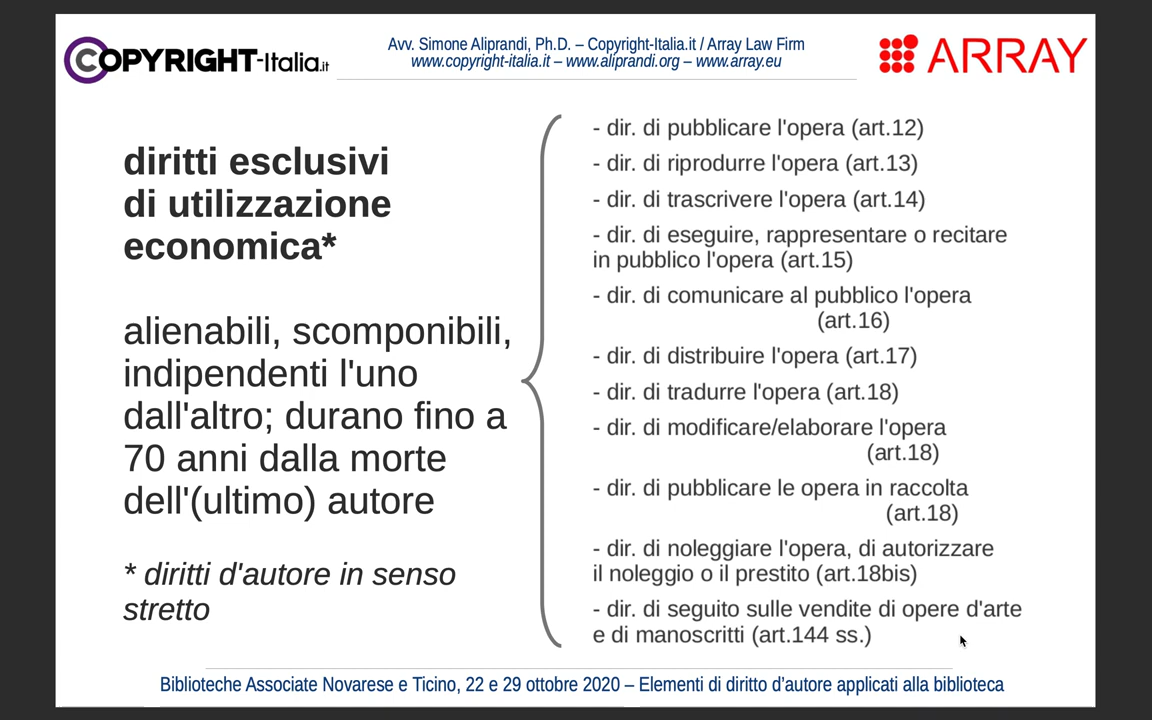 COPYRIGHT-Italia.it
Avv. Simone Aliprandi, Ph.D. – Copyright-Italia.it / Array Law Firm
www.copyright-italia.it – www.aliprandi.org – www.array.eu
ARRAY
diritti esclusivi
di utilizzazione
economica*
alienabili, scomponibili,
indipendenti l'uno
dall'altro; durano fino a
70 anni dalla morte
dell'(ultimo) autore
* diritti d'autore in senso
stretto
- dir. di pubblicare l'opera (art.12)
- dir. di riprodurre l'opera (art.13)
- dir. di trascrivere l'opera (art.14)
- dir. di eseguire, rappresentare o recitare
in pubblico l'opera (art.15)
- dir. di comunicare al pubblico l'opera
(art.16)
- dir. di distribuire l'opera (art.17)
- dir. di tradurre l'opera (art.18)
- dir. di modificare/elaborare l'opera
(art.18)
- dir. di pubblicare le opera in raccolta
(art.18)
- dir. di noleggiare l'opera, di autorizzare
il noleggio o il prestito (art.18bis)
- dir. di seguito sulle vendite di opere d'arte
e di manoscritti (art.144 ss.)
Biblioteche Associate Novarese e Ticino, 22 e 29 ottobre 2020 – Elementi di diritto d'autore applicati alla biblioteca